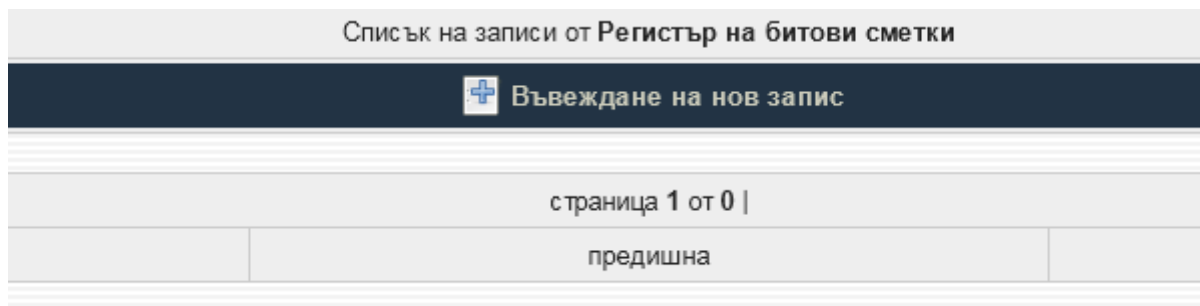 Списък на записи от Регистър на битови сметки
Въвеждане на нов запис
страница 1 от 0 |
предишна